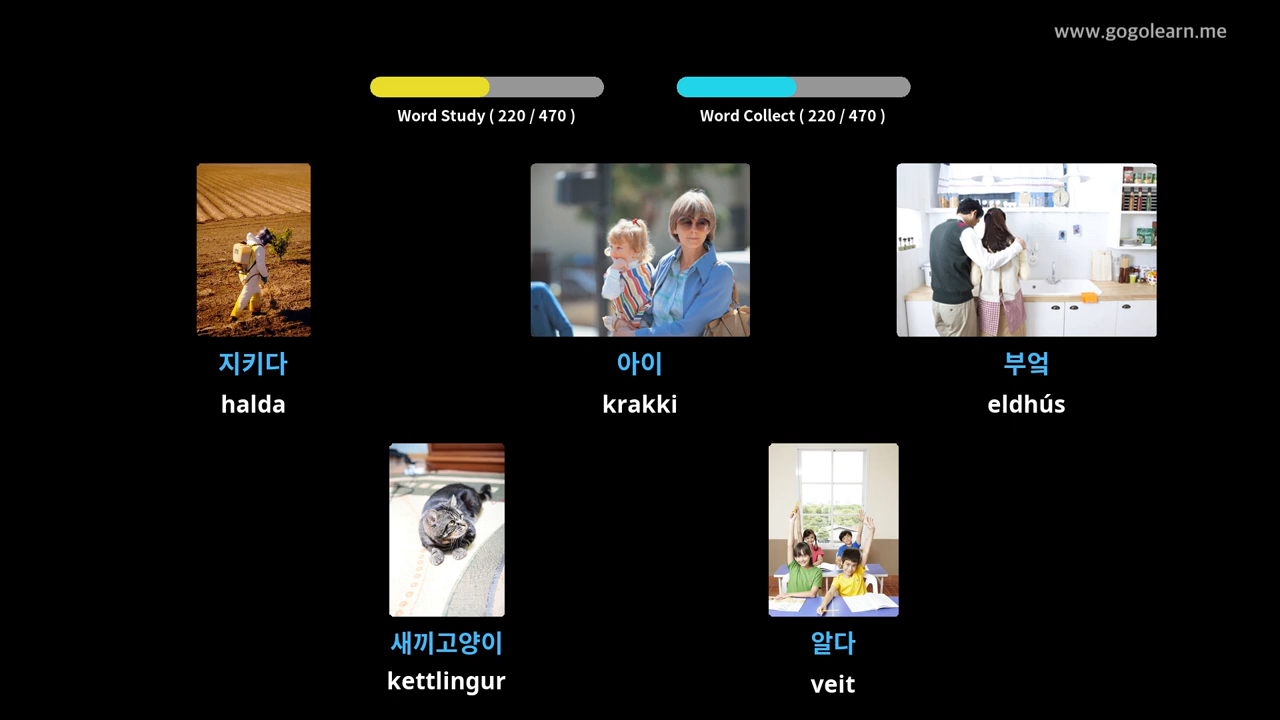 www.gogolearn.me
Word Study ( 220 / 470 )
Word Collect ( 220 / 470 )
지키다
halda
아이
krakki
부엌
eldhús
새끼고양이
kettlingur
알다
veit